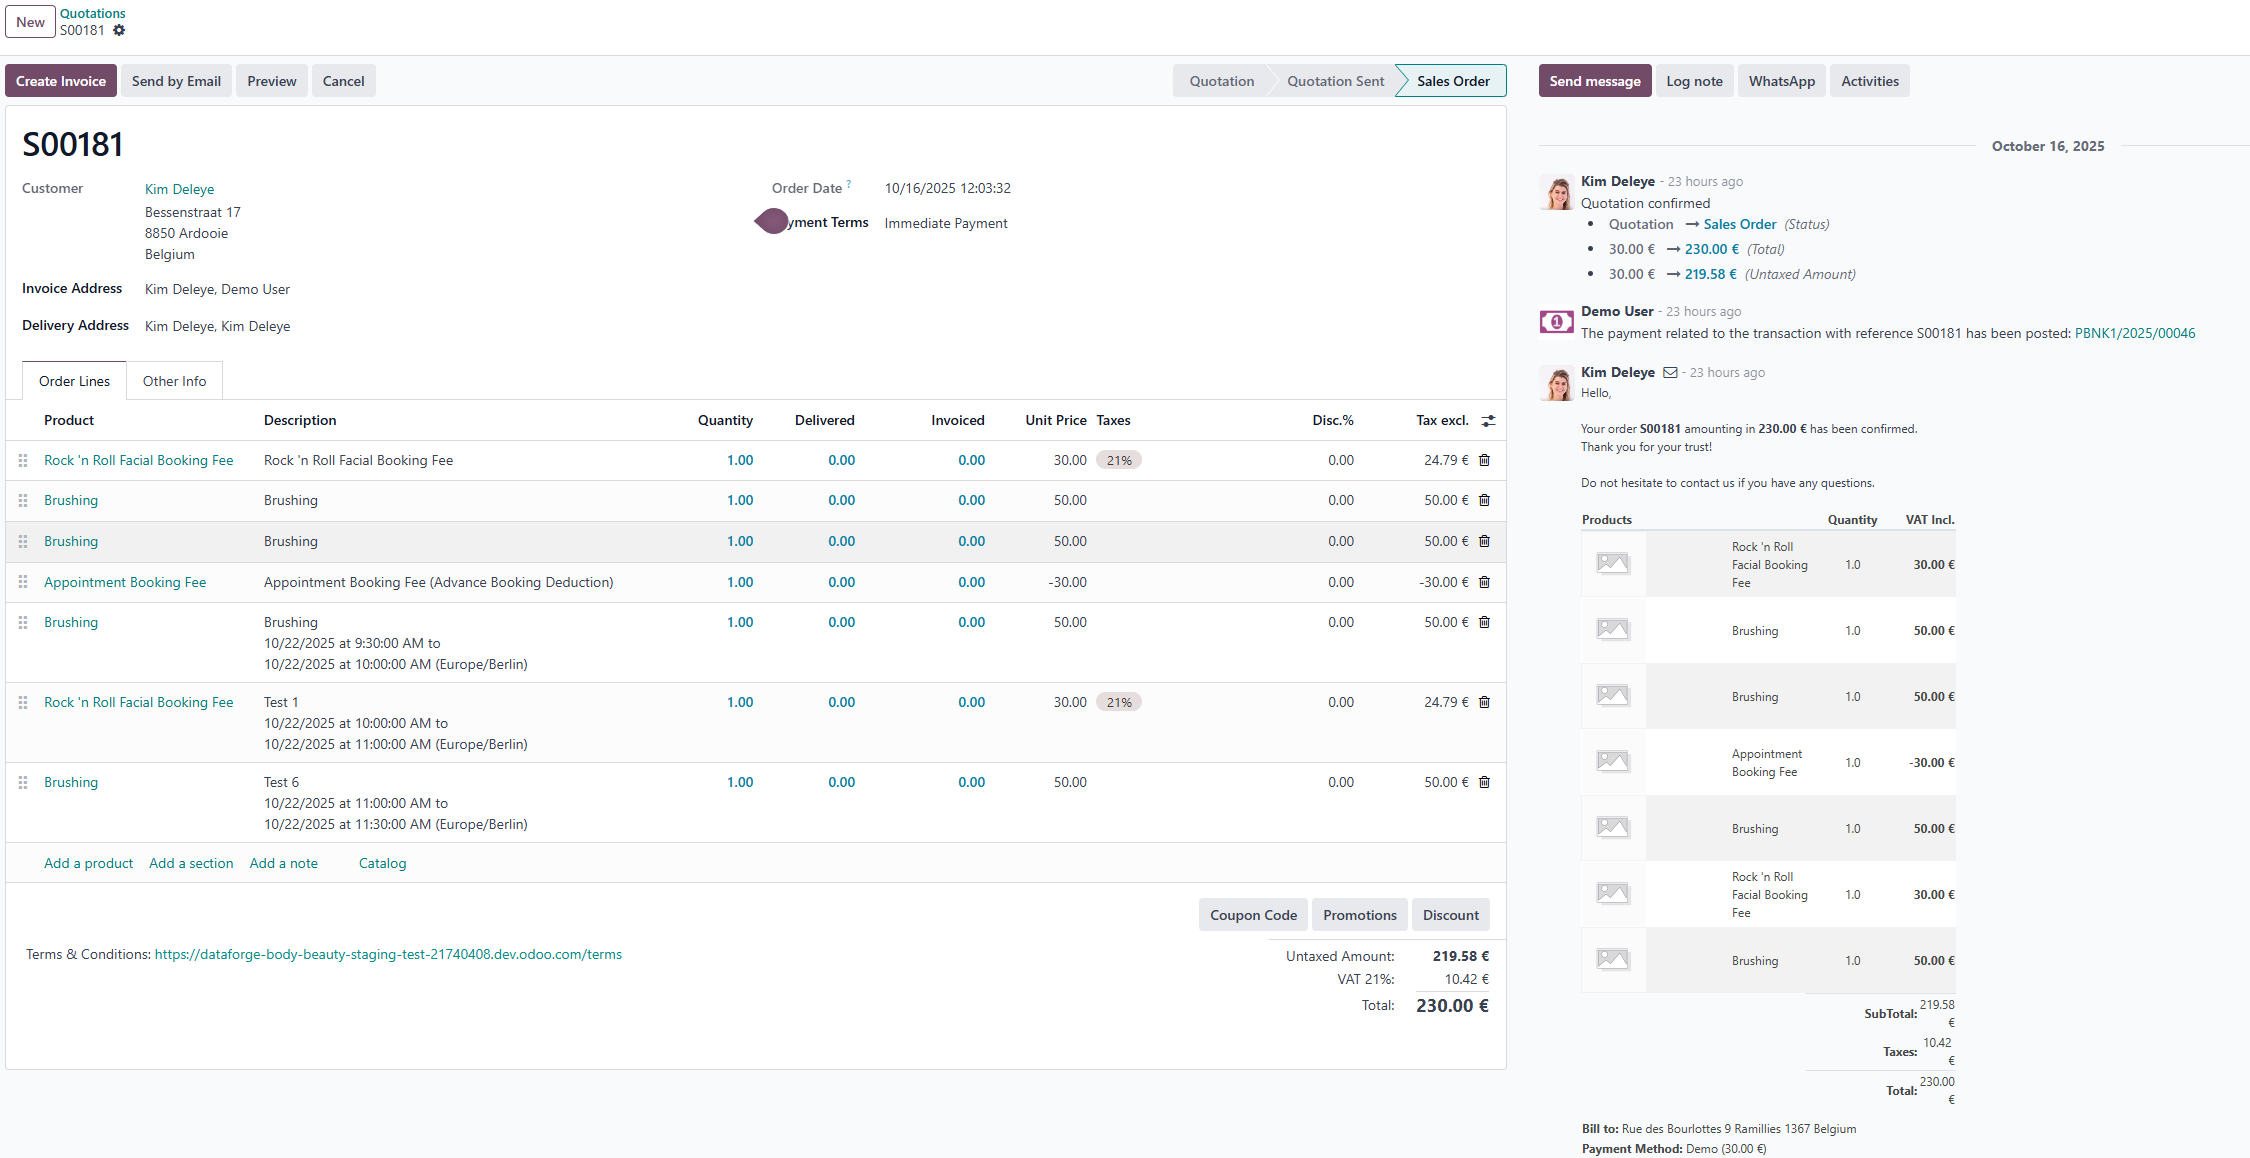 New
Quotations
S00181
Create Invoice Send by Email Preview Cancel
Quotation Quotation Sent Sales Order
S00181
Customer Kim Deleye
Bessenstraat 17
8850 Ardooie
Belgium
Invoice Address Kim Deleye, Demo User
Delivery Address Kim Deleye, Kim Deleye
Order Date ? 10/16/2025 12:03:32
yment Terms Immediate Payment
Order Lines Other Info
Product Description Quantity Delivered Invoiced Unit Price Taxes Disc.% Tax excl.
Rock 'n Roll Facial Booking Fee Rock 'n Roll Facial Booking Fee 1.00 0.00 0.00 30.00 21% 0.00 24.79 €
Brushing Brushing 1.00 0.00 0.00 50.00 0.00 50.00 €
Brushing Brushing 1.00 0.00 0.00 50.00 0.00 50.00 €
Appointment Booking Fee Appointment Booking Fee (Advance Booking Deduction) 1.00 0.00 0.00 -30.00 0.00 -30.00 €
Brushing Brushing 1.00 0.00 0.00 50.00 0.00 50.00 €
10/22/2025 at 9:30:00 AM to
10/22/2025 at 10:00:00 AM (Europe/Berlin)
Rock 'n Roll Facial Booking Fee Test 1 1.00 0.00 0.00 30.00 21% 0.00 24.79 €
10/22/2025 at 10:00:00 AM to
10/22/2025 at 11:00:00 AM (Europe/Berlin)
Brushing Test 6 1.00 0.00 0.00 50.00 0.00 50.00 €
10/22/2025 at 11:00:00 AM to
10/22/2025 at 11:30:00 AM (Europe/Berlin)
Add a product Add a section Add a note Catalog
Coupon Code Promotions Discount
Terms & Conditions: https://dataforge-body-beauty-staging-test-21740408.dev.odoo.com/terms
Untaxed Amount: 219.58 €
VAT 21%: 10.42 €
Total: 230.00 €
Send message Log note WhatsApp Activities
October 16, 2025
Kim Deleye - 23 hours ago
Quotation confirmed
• Quotation → Sales Order (Status)
• 30.00 € → 230.00 € (Total)
• 30.00 € → 219.58 € (Untaxed Amount)
1
Demo User - 23 hours ago
The payment related to the transaction with reference S00181 has been posted: PBNK1/2025/00046
Kim Deleye - 23 hours ago
Hello,
Your order S00181 amounting in 230.00 € has been confirmed.
Thank you for your trust!
Do not hesitate to contact us if you have any questions.
Products Quantity VAT Incl.
Rock 'n Roll
Facial Booking 1.0 30.00 €
Fee
Brushing 1.0 50.00 €
Brushing 1.0 50.00 €
Appointment
Booking Fee 1.0 -30.00 €
Brushing 1.0 50.00 €
Rock 'n Roll
Facial Booking 1.0 30.00 €
Fee
Brushing 1.0 50.00 €
SubTotal: 219.58
€
Taxes: 10.42
€
Total: 230.00
€
Bill to: Rue des Bourlottes 9 Ramillies 1367 Belgium
Payment Method: Demo (30.00 €)